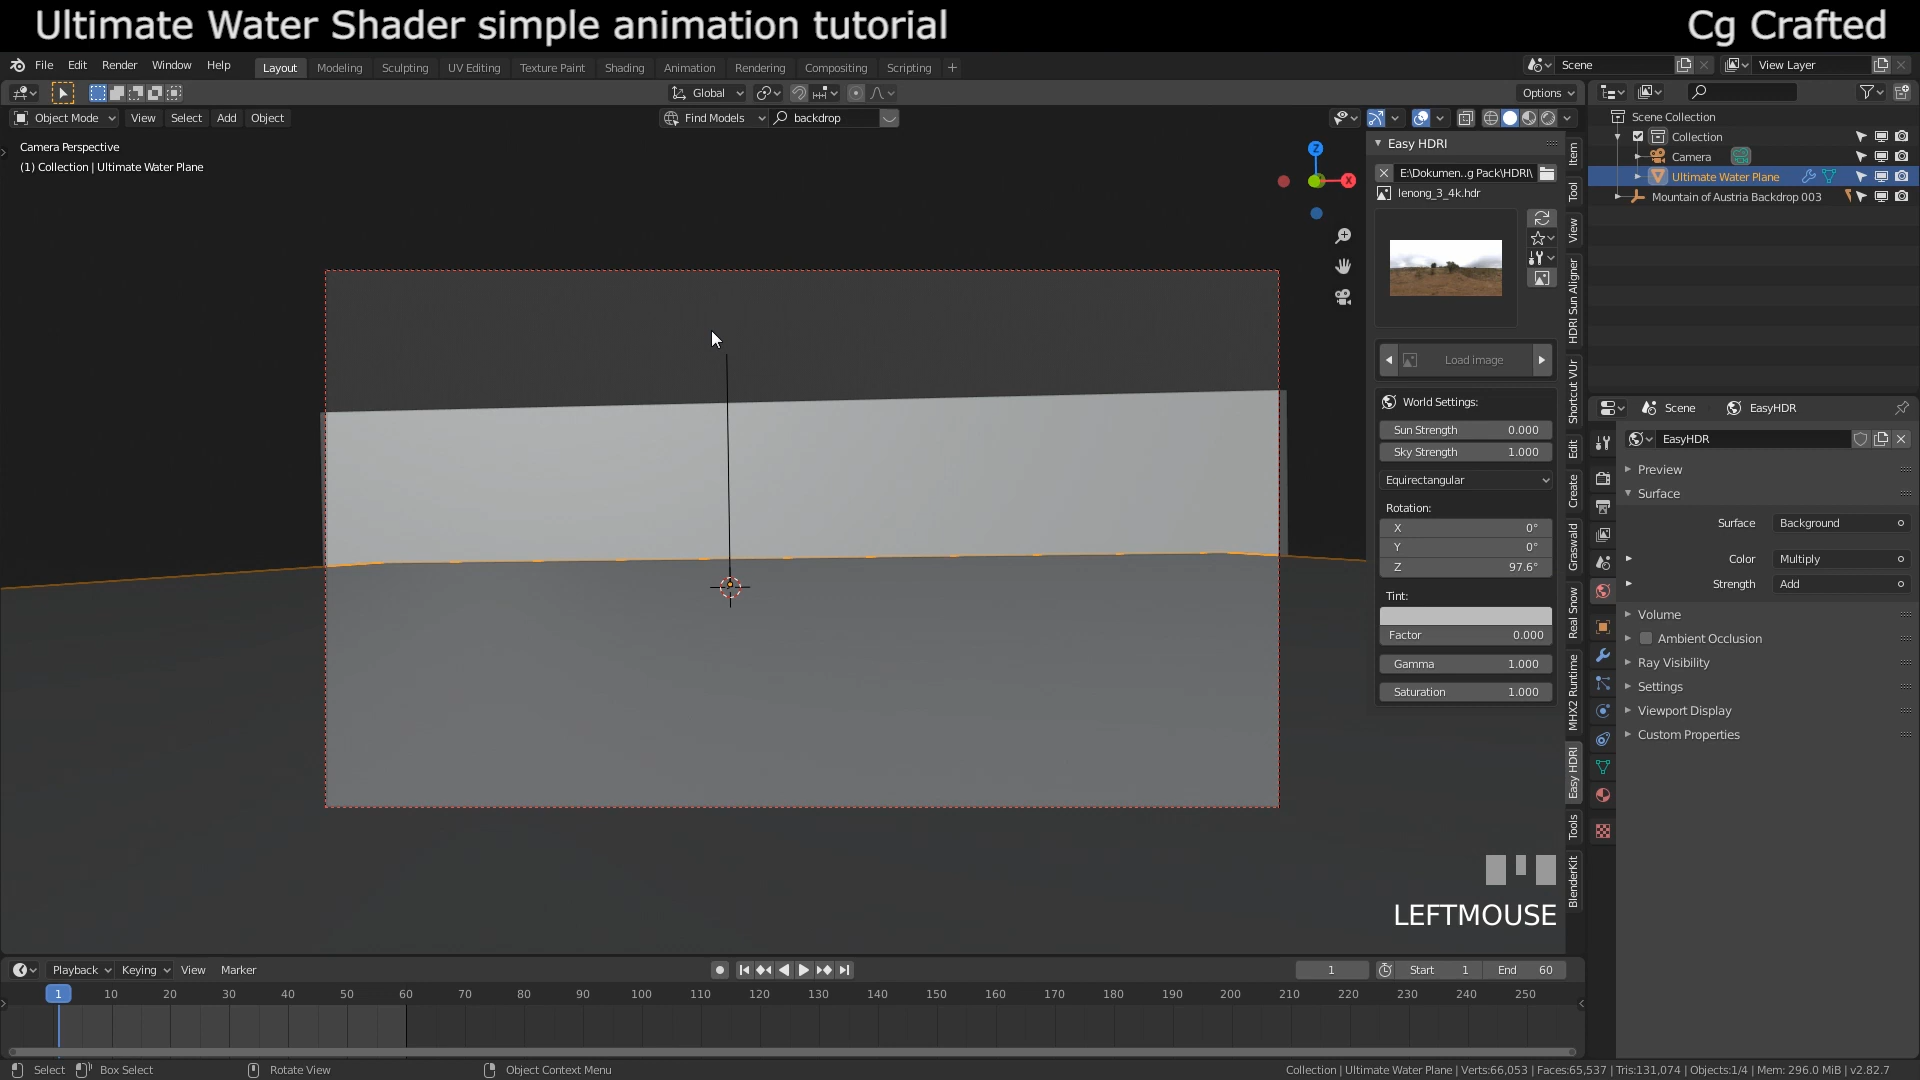 Ultimate Water Shader simple animation tutorial
Cg Crafted
File Edit Render Window Help
Layout Modeling Sculpting UV Editing Texture Paint Shading Animation Rendering Compositing Scripting +
Scene
View Layer
Global
Options
Object Mode View Select Add Object
Find Models
backdrop
Camera Perspective
(1) Collection | Ultimate Water Plane
Z
X
Easy HDRI
E:\Dokumen..g Pack\HDRI\
lenong_3_4k.hdr
Load image
World Settings:
Sun Strength 0.000
Sky Strength 1.000
Equirectangular
Rotation:
X 0°
Y 0°
Z 97.6°
Tint:
Factor 0.000
Gamma 1.000
Saturation 1.000
Item
Tool
View
HDRI Sun Aligner
Shortcut VUr
Edit
Create
Graswald
Real Snow
MHX2 Runtime
Easy HDRI
Tools
BlenderKit
Scene Collection
Collection
Camera
Ultimate Water Plane
Mountain of Austria Backdrop 003
Scene
EasyHDR
EasyHDR
Preview
Surface
Surface Background
Color Multiply
Strength Add
Volume
Ambient Occlusion
Ray Visibility
Settings
Viewport Display
Custom Properties
LEFTMOUSE
Playback Keying View Marker
1
Start 1
End 60
1 10 20 30 40 50 60 70 80 90 100 110 120 130 140 150 160 170 180 190 200 210 220 230 240 250
Select
Box Select
Rotate View
Object Context Menu
Collection | Ultimate Water Plane | Verts:66,053 | Faces:65,537 | Tris:131,074 | Objects:1/4 | Mem: 296.0 MiB | v2.82.7